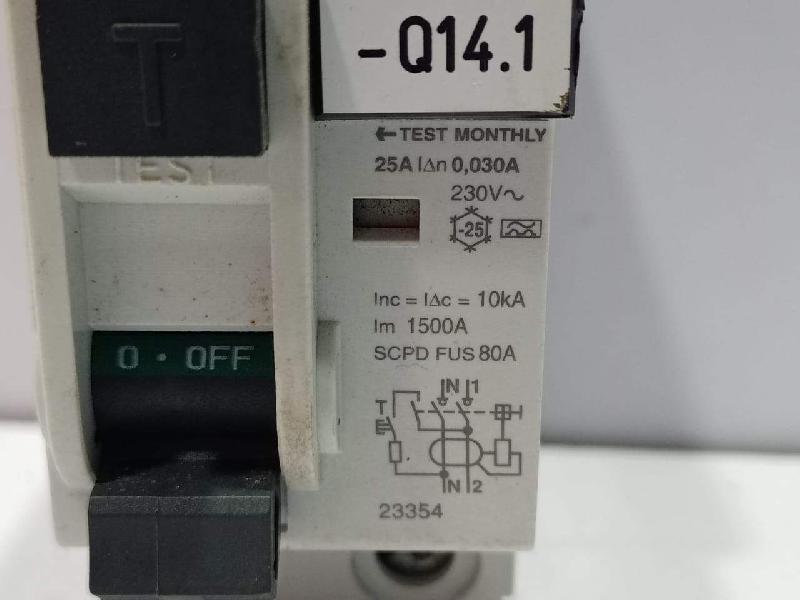 T
-Q14.1
←TEST MONTHLY
TEST
25A IΔn 0,030A
230V~
-25
Inc = IΔc = 10kA
Im 1500A
SCPD FUS 80A
0 · OFF
N 1
T
N 2
23354